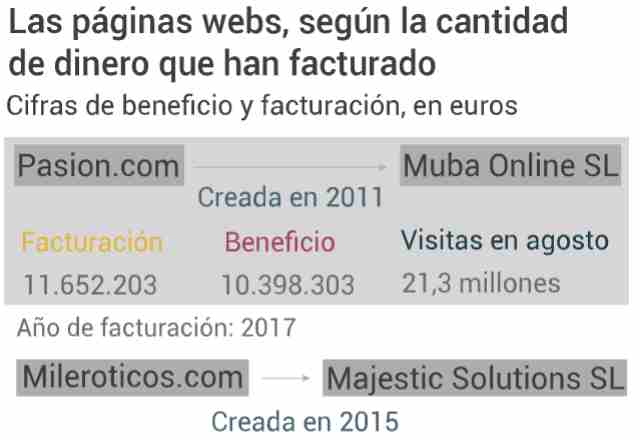 Las páginas webs, según la cantidad
de dinero que han facturado
Cifras de beneficio y facturación, en euros
Pasion.com Muba Online SL
Creada en 2011
Facturación Beneficio Visitas en agosto
11.652.203 10.398.303 21,3 millones
Año de facturación: 2017
Mileroticos.com Majestic Solutions SL
Creada en 2015